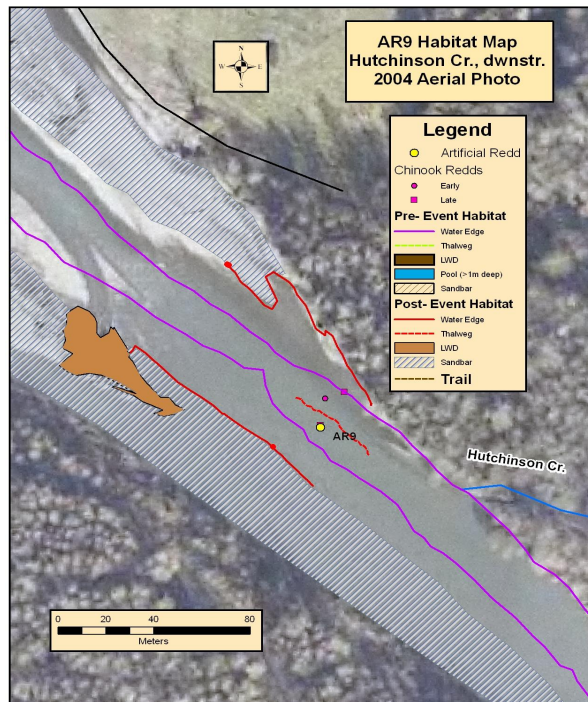 AR9 Habitat Map
Hutchinson Cr., dwnstr.
2004 Aerial Photo
N
W E
S
Legend
Artificial Redd
Chinook Redds
Early
Late
Pre- Event Habitat
Water Edge
Thalweg
LWD
Pool (>1m deep)
Sandbar
Post- Event Habitat
Water Edge
Thalweg
LWD
Sandbar
Trail
AR9
Hutchinson Cr.
0 20 40 80
Meters